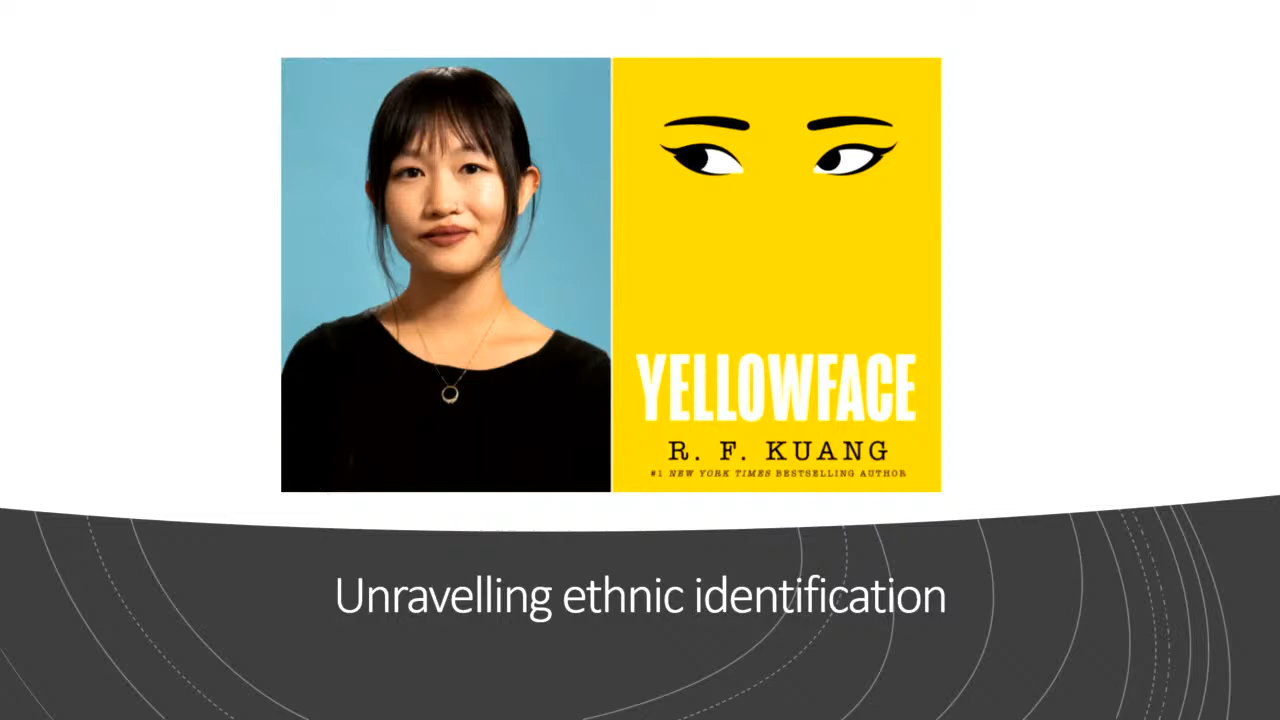 YELLOWFACE
R. F. KUANG
#1 NEW YORK TIMES BESTSELLING AUTHOR
Unravelling ethnic identification